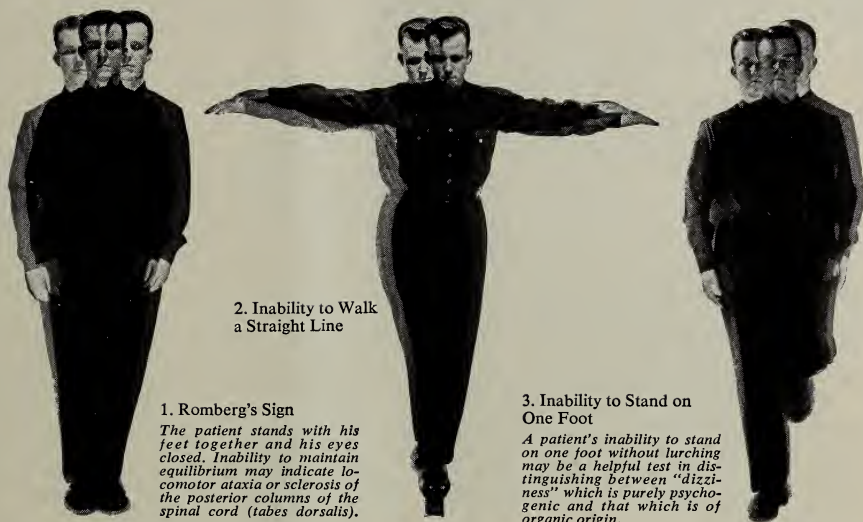 1. Romberg's Sign
The patient stands with his
feet together and his eyes
closed. Inability to maintain
equilibrium may indicate lo-
comotor ataxia or sclerosis of
the posterior columns of the
spinal cord (tabes dorsalis).
2. Inability to Walk
a Straight Line
3. Inability to Stand on
One Foot
A patient's inability to stand
on one foot without lurching
may be a helpful test in dis-
tinguishing between "dizzi-
ness" which is purely psycho-
genic and that which is of
organic origin